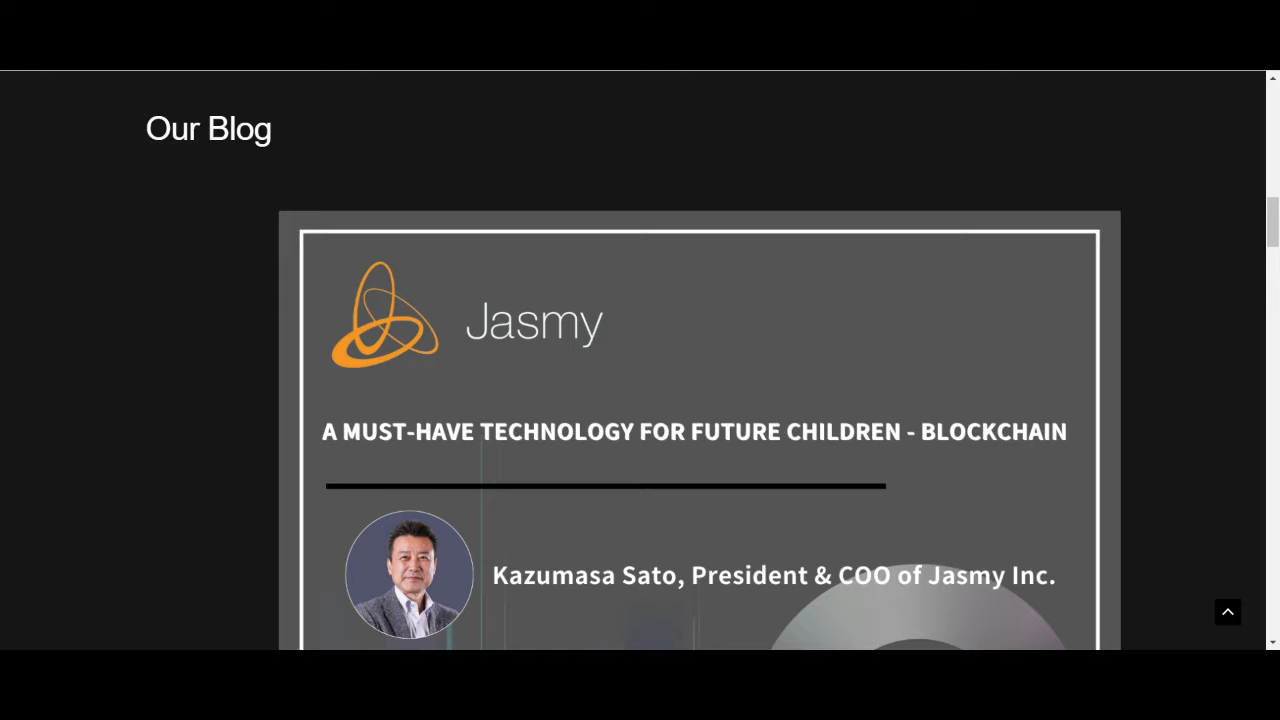 Our Blog
Jasmy
A MUST-HAVE TECHNOLOGY FOR FUTURE CHILDREN - BLOCKCHAIN
Kazumasa Sato, President & COO of Jasmy Inc.